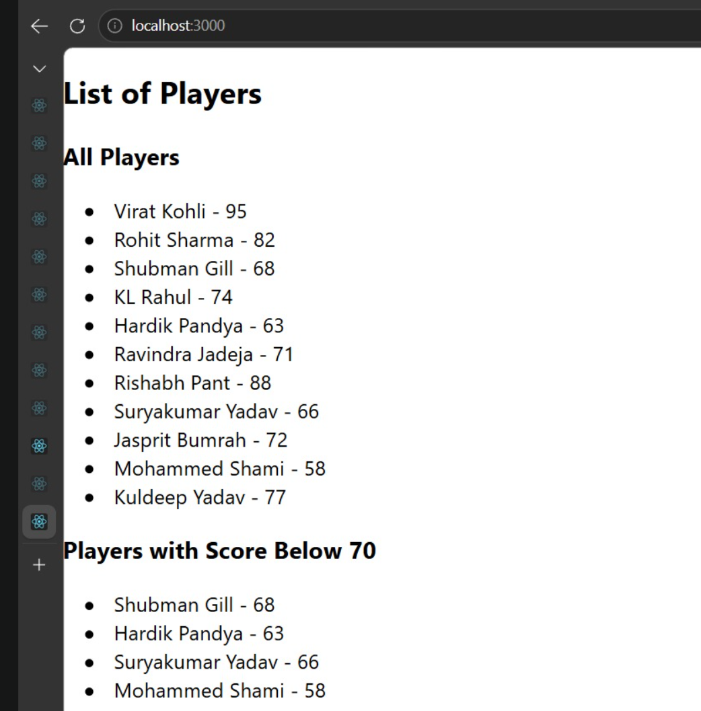 localhost:3000
List of Players
All Players
Virat Kohli - 95
Rohit Sharma - 82
Shubman Gill - 68
KL Rahul - 74
Hardik Pandya - 63
Ravindra Jadeja - 71
Rishabh Pant - 88
Suryakumar Yadav - 66
Jasprit Bumrah - 72
Mohammed Shami - 58
Kuldeep Yadav - 77
Players with Score Below 70
Shubman Gill - 68
Hardik Pandya - 63
Suryakumar Yadav - 66
Mohammed Shami - 58